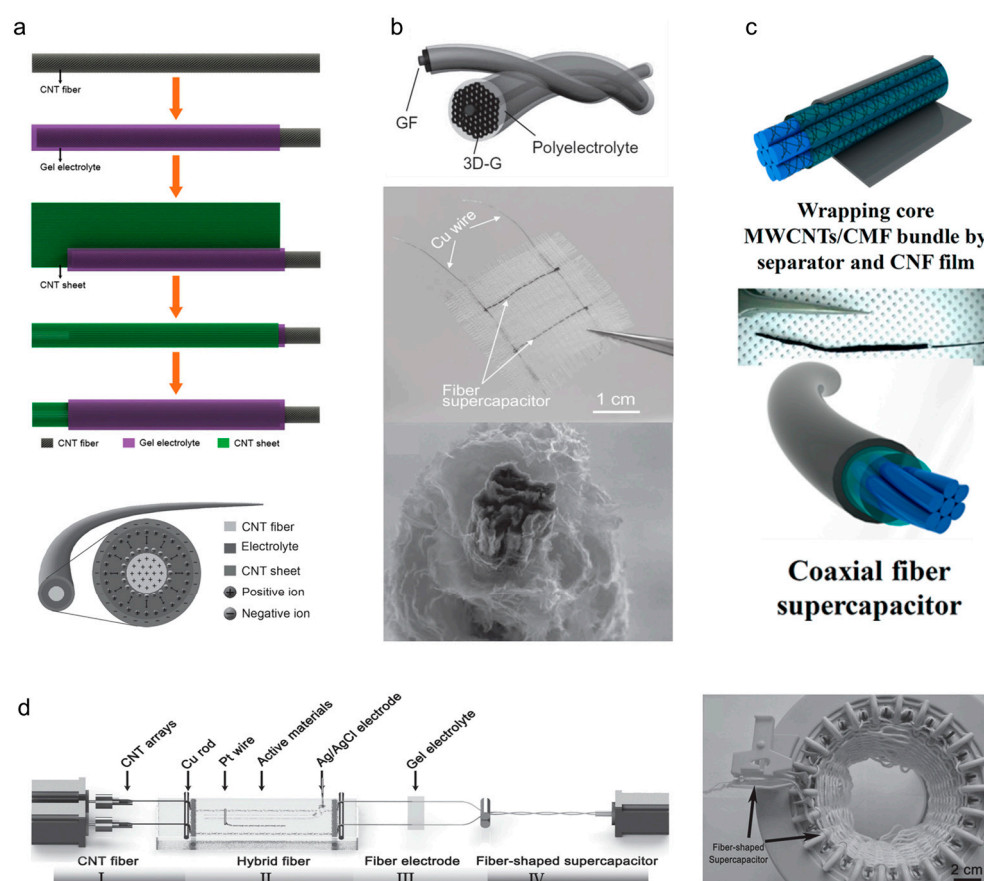 a
CNT fiber
Gel electrolyte
CNT sheet
CNT fiber Gel electrolyte CNT sheet
CNT fiber
Electrolyte
CNT sheet
Positive ion
Negative ion
b
GF
Polyelectrolyte
3D-G
Cu wire
Fiber
supercapacitor
1 cm
c
Wrapping core
MWCNTs/CMF bundle by
separator and CNF film
Coaxial fiber
supercapacitor
d
CNT arrays
Cu rod
Pt wire
Active materials
Ag/AgCl electrode
Gel electrolyte
CNT fiber Hybrid fiber Fiber electrode Fiber-shaped supercapacitor
I II III IV
Fiber-shaped
Supercapacitor
2 cm